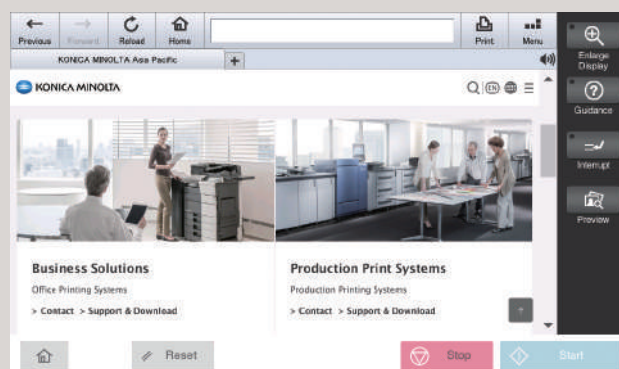 Previous Forward Reload Home Print Menu
KONICA MINOLTA Asia Pacific +
KONICA MINOLTA EN
Business Solutions
Office Printing Systems
> Contact > Support & Download
Production Print Systems
Production Printing Systems
> Contact > Support & Download
Enlarge
Display
Guidance
Interrupt
Preview
Reset Stop Start